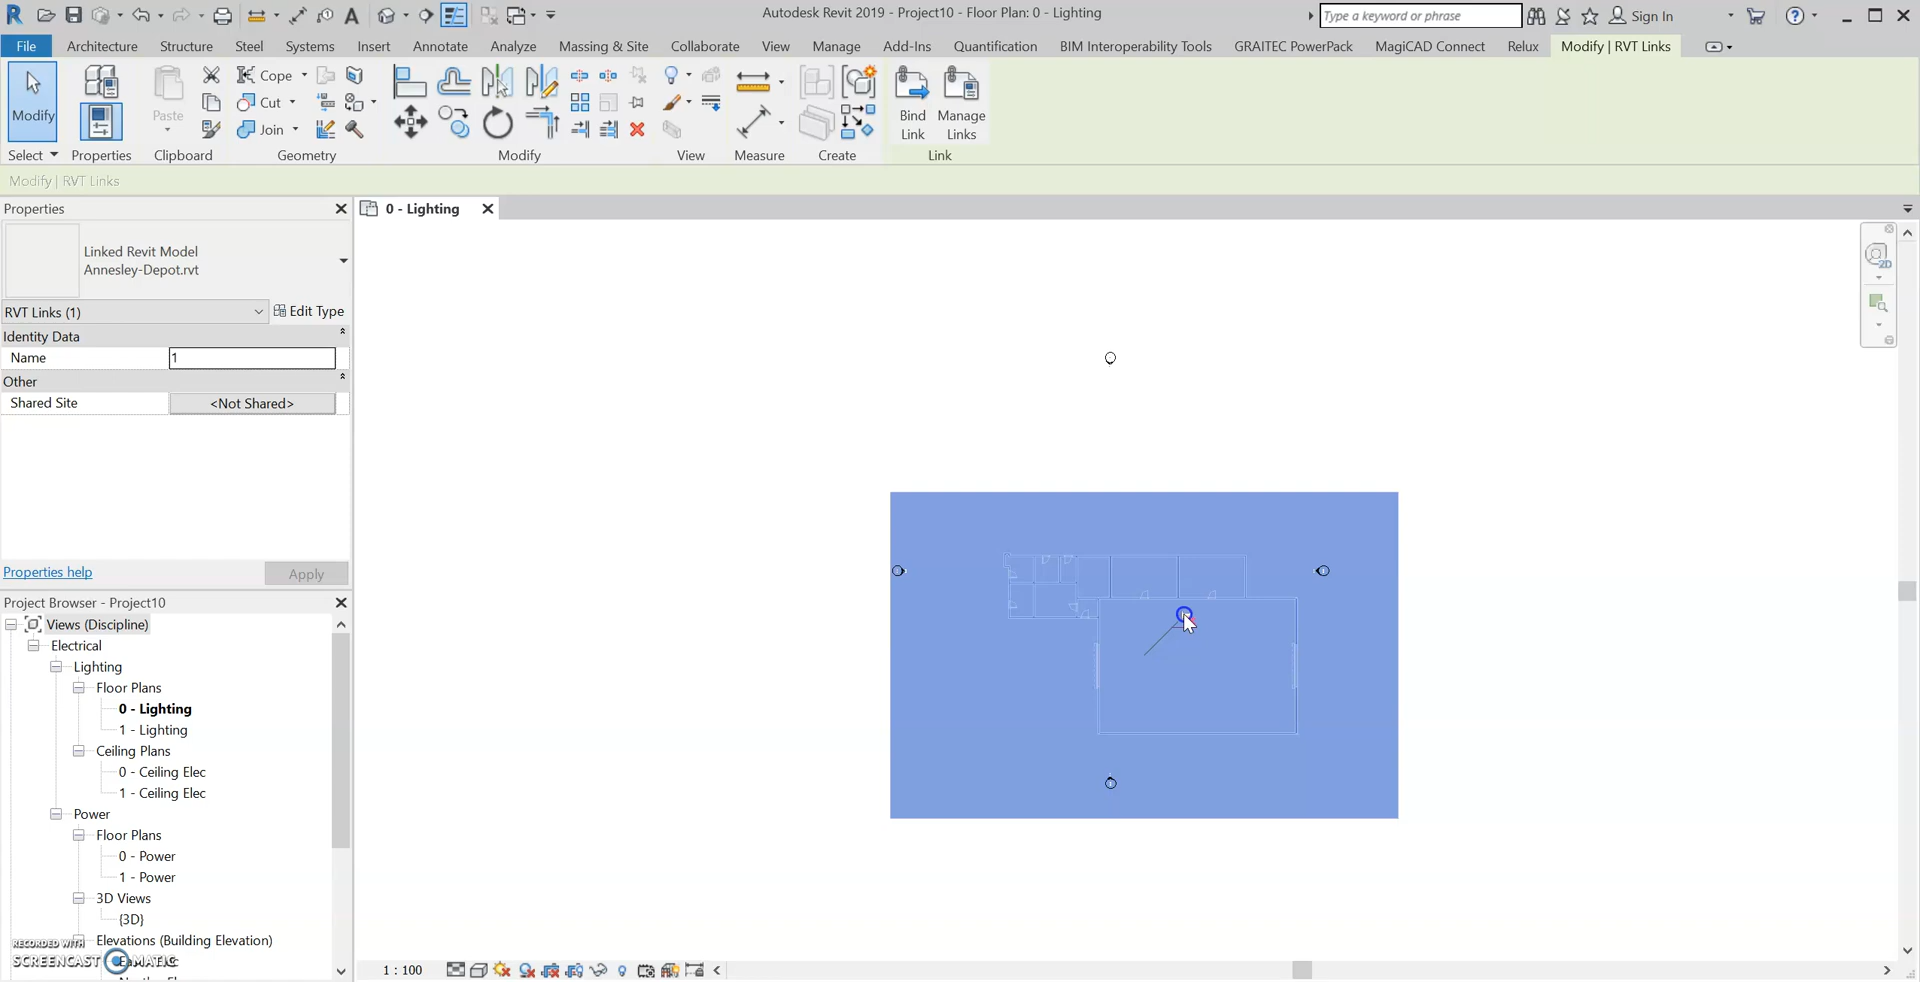 Autodesk Revit 2019 - Project10 - Floor Plan: 0 - Lighting
Type a keyword or phrase
Sign In
File Architecture Structure Steel Systems Insert Annotate Analyze Massing & Site Collaborate View Manage Add-Ins Quantification BIM Interoperability Tools GRAITEC PowerPack MagiCAD Connect Relux Modify | RVT Links
Modify
Paste
Cope
Cut
Join
Bind Link
Manage Links
Select Properties Clipboard Geometry Modify View Measure Create Link
Modify | RVT Links
Properties
0 - Lighting
Linked Revit Model
Annesley-Depot.rvt
2D
RVT Links (1)
Edit Type
Identity Data
Name 1
Other
Shared Site <Not Shared>
Properties help
Apply
Project Browser - Project10
Views (Discipline)
Electrical
Lighting
Floor Plans
0 - Lighting
1 - Lighting
Ceiling Plans
0 - Ceiling Elec
1 - Ceiling Elec
Power
Floor Plans
0 - Power
1 - Power
3D Views
{3D}
Elevations (Building Elevation)
RECORDED WITH
SCREENCAST MATIC
1 : 100